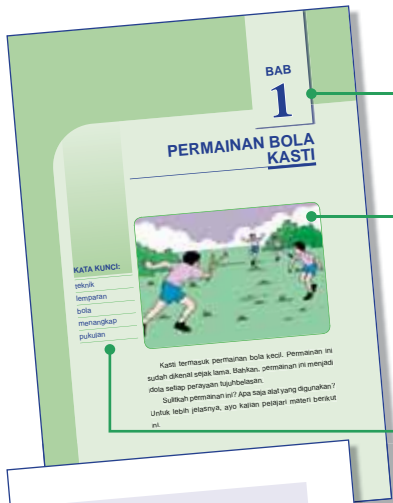 BAB
1
PERMAINAN BOLA
KASTI
KATA KUNCI:
teknik
lemparan
bola
menangkap
pukulan
Kasti termasuk permainan bola kecil. Permainan ini
sudah dikenal sejak lama. Bahkan, permainan ini menjadi
idola setiap perayaan tujuhbelasan.
Sulitkah permainan ini? Apa saja alat yang digunakan?
Untuk lebih jelasnya, ayo kalian pelajari materi berikut
ini.